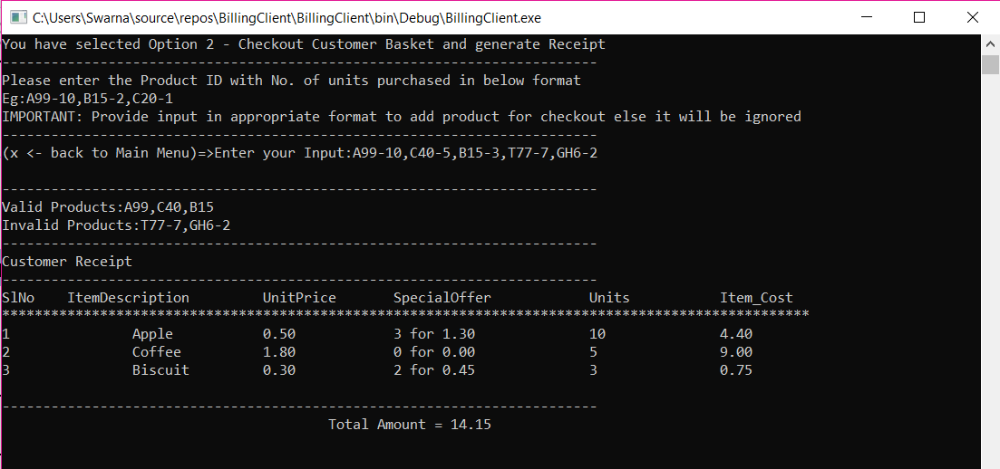 C:\Users\Swarna\source\repos\BillingClient\BillingClient\bin\Debug\BillingClient.exe
You have selected Option 2 - Checkout Customer Basket and generate Receipt
-------------------------------------------------------------------------
Please enter the Product ID with No. of units purchased in below format
Eg:A99-10,B15-2,C20-1
IMPORTANT: Provide input in appropriate format to add product for checkout else it will be ignored
-------------------------------------------------------------------------
(x <- back to Main Menu)=>Enter your Input:A99-10,C40-5,B15-3,T77-7,GH6-2
-------------------------------------------------------------------------
Valid Products:A99,C40,B15
Invalid Products:T77-7,GH6-2
-------------------------------------------------------------------------
Customer Receipt
-------------------------------------------------------------------------
SlNo    ItemDescription         UnitPrice       SpecialOffer            Units           Item_Cost
***************************************************************************************************
1               Apple           0.50            3 for 1.30              10              4.40
2               Coffee          1.80            0 for 0.00              5               9.00
3               Biscuit         0.30            2 for 0.45              3               0.75
-------------------------------------------------------------------------
                                        Total Amount = 14.15